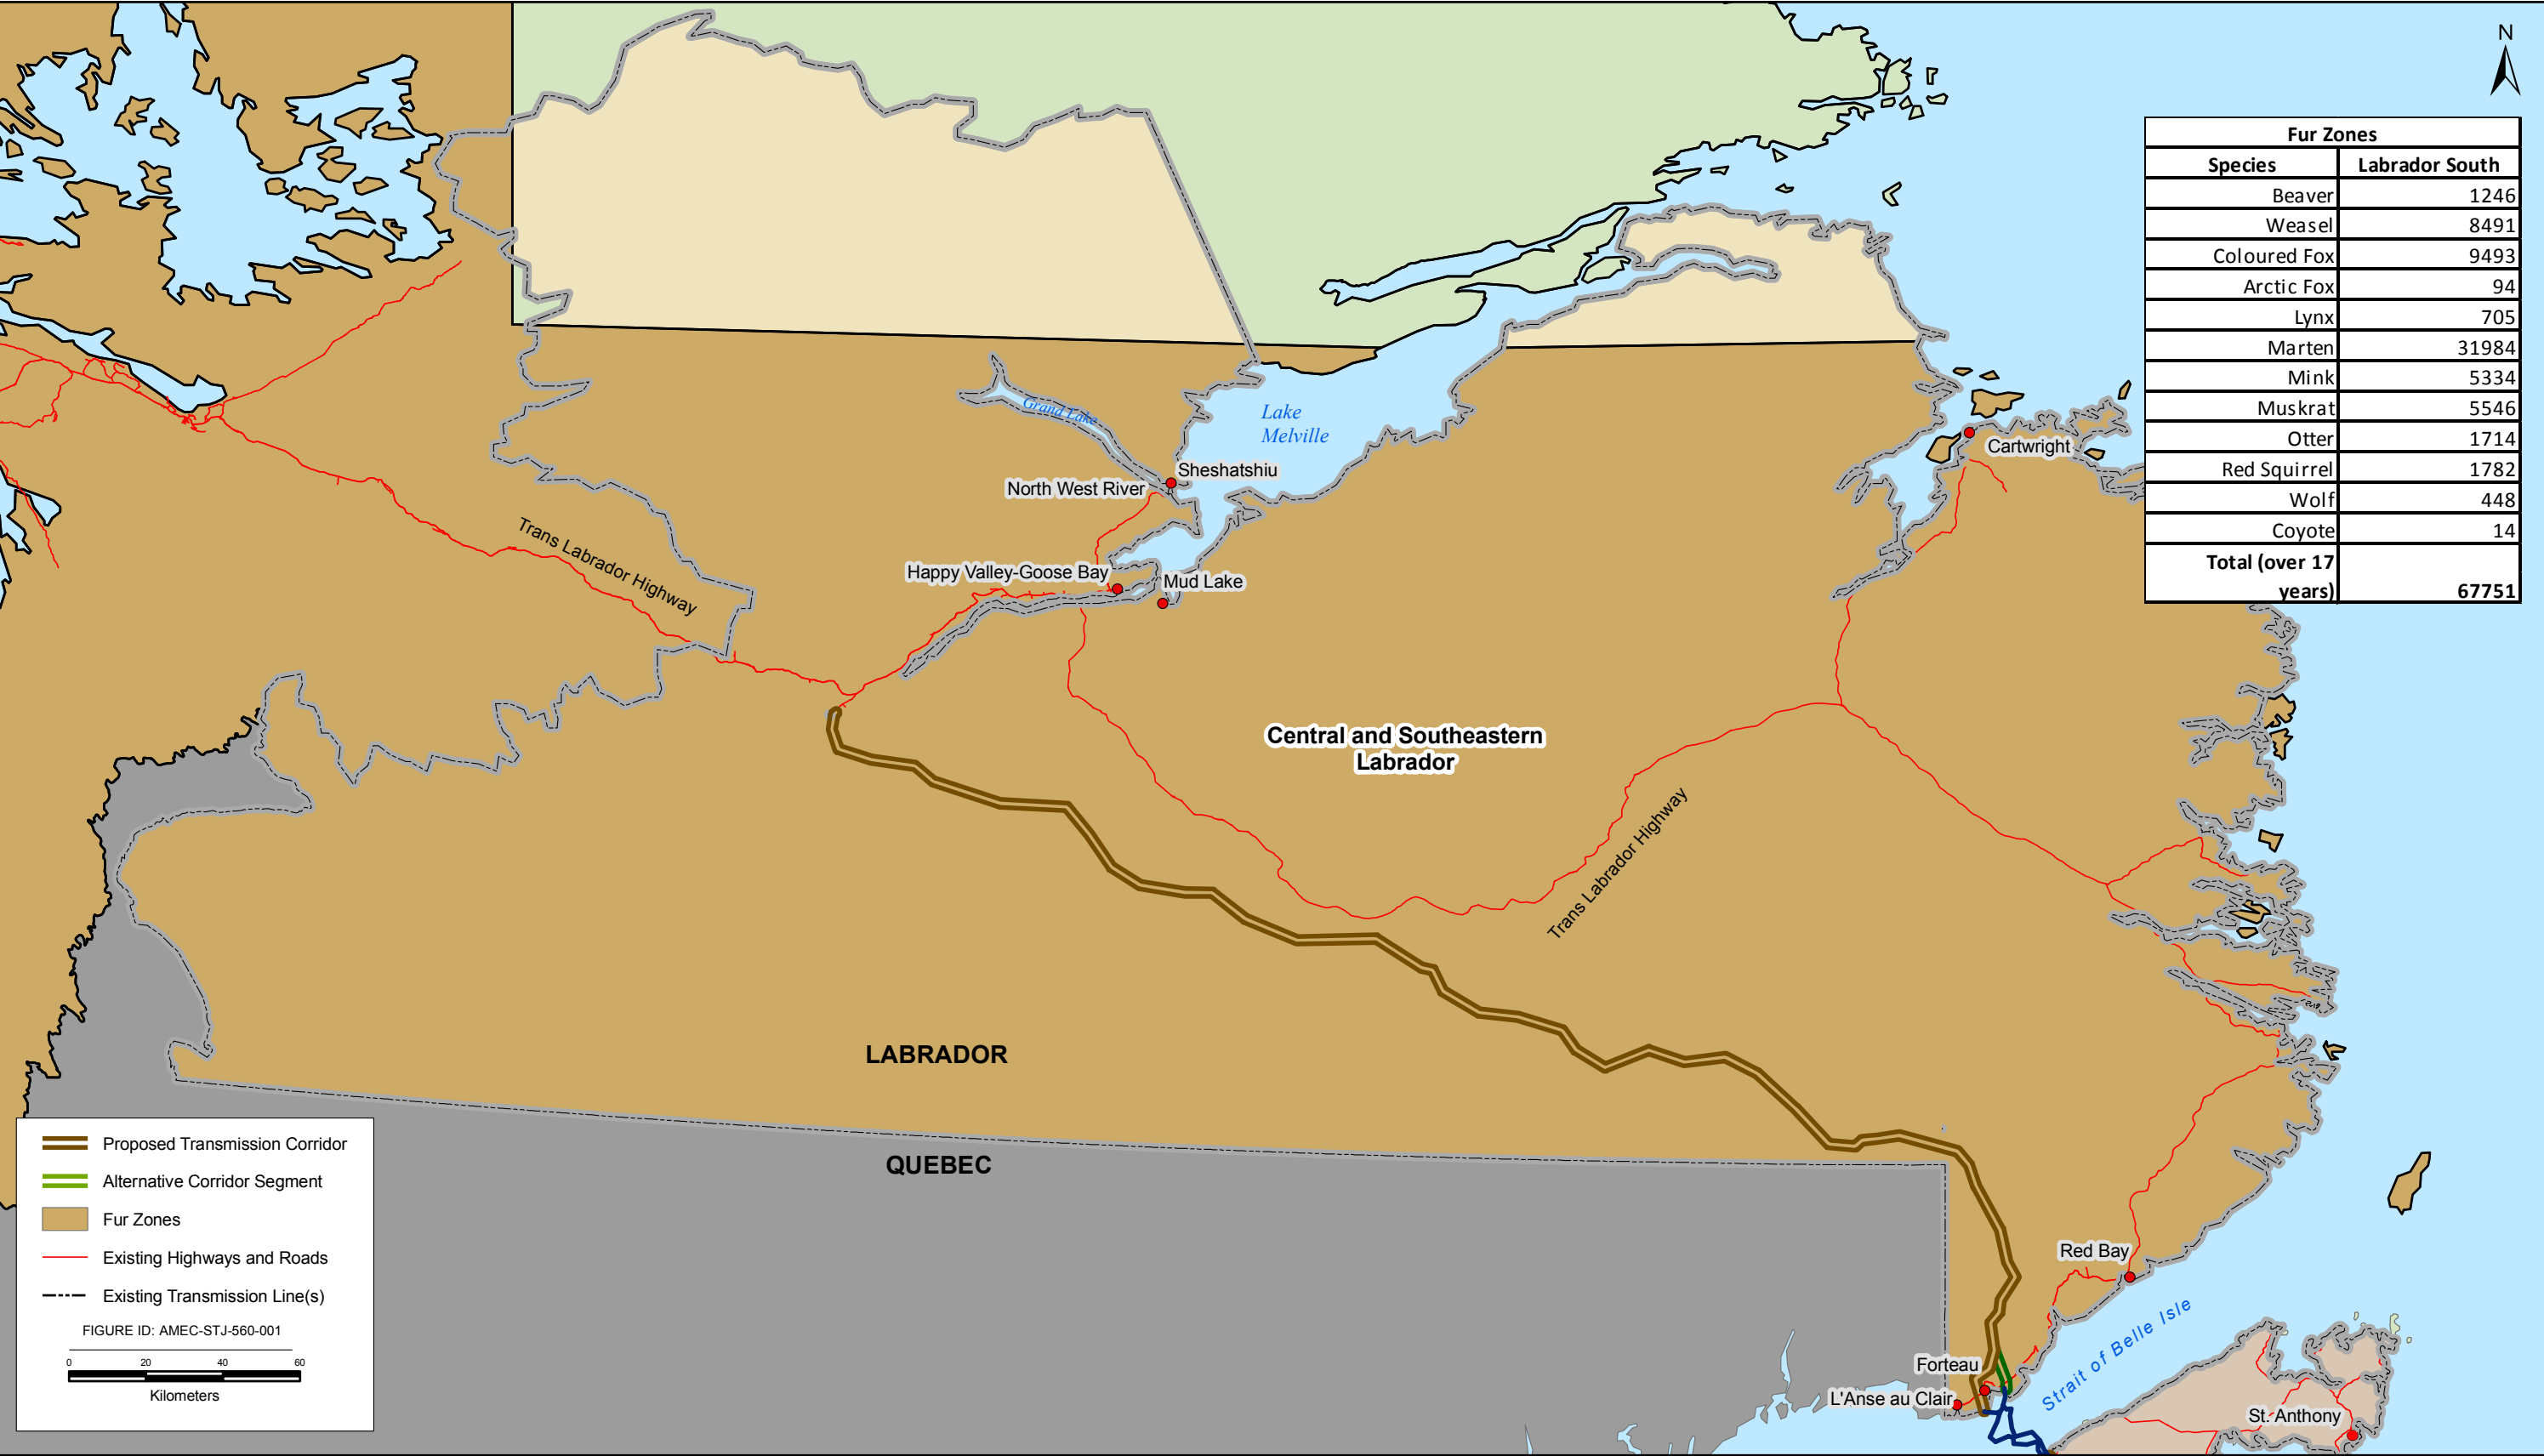 N
Fur Zones
Species Labrador South
Beaver 1246
Weasel 8491
Coloured Fox 9493
Arctic Fox 94
Lynx 705
Marten 31984
Mink 5334
Muskrat 5546
Otter 1714
Red Squirrel 1782
Wolf 448
Coyote 14
Total (over 17
years) 67751
Grand Lake
Lake
Melville
Sheshatshiu
North West River
Cartwright
Trans Labrador Highway
Happy Valley-Goose Bay
Mud Lake
Central and Southeastern
Labrador
Trans Labrador Highway
LABRADOR
QUEBEC
Red Bay
Strait of Belle Isle
Forteau
L'Anse au Clair
St. Anthony
Proposed Transmission Corridor
Alternative Corridor Segment
Fur Zones
Existing Highways and Roads
Existing Transmission Line(s)
FIGURE ID: AMEC-STJ-560-001
0 20 40 60
Kilometers